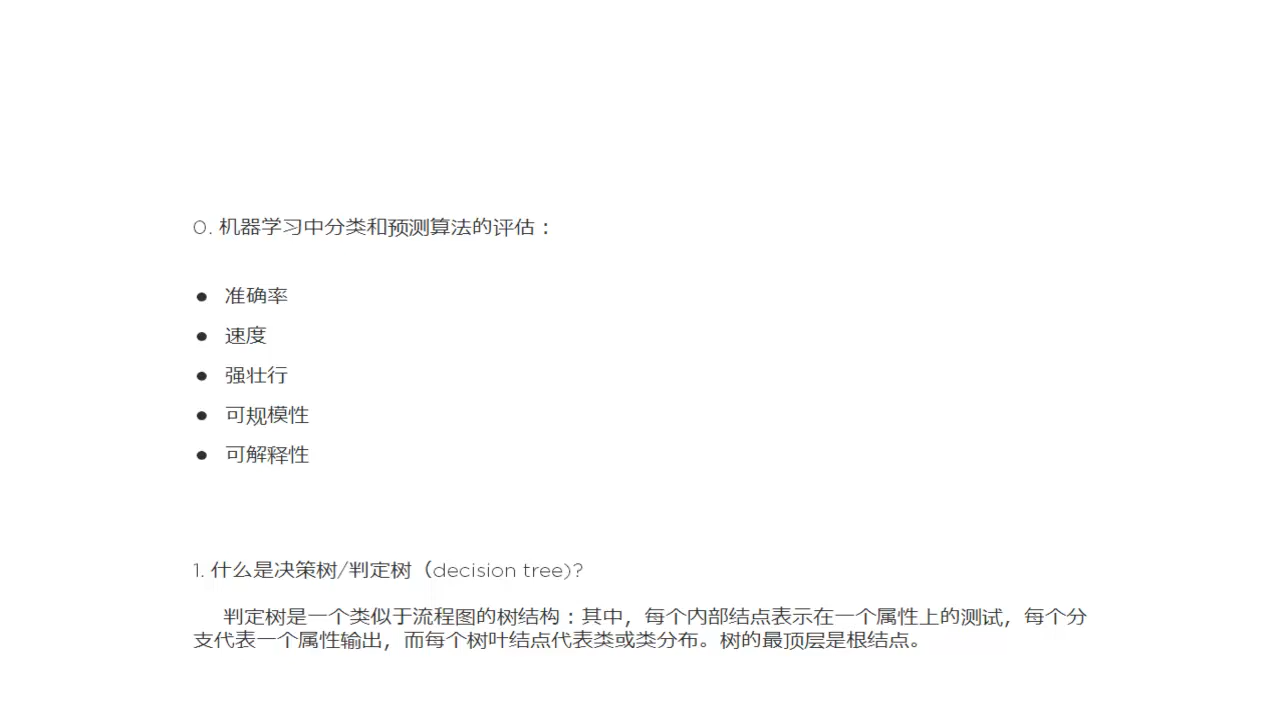 0. 机器学习中分类和预测算法的评估：
● 准确率
● 速度
● 强壮行
● 可规模性
● 可解释性
1. 什么是决策树/判定树（decision tree)?
判定树是一个类似于流程图的树结构：其中，每个内部结点表示在一个属性上的测试，每个分
支代表一个属性输出，而每个树叶结点代表类或类分布。树的最顶层是根结点。